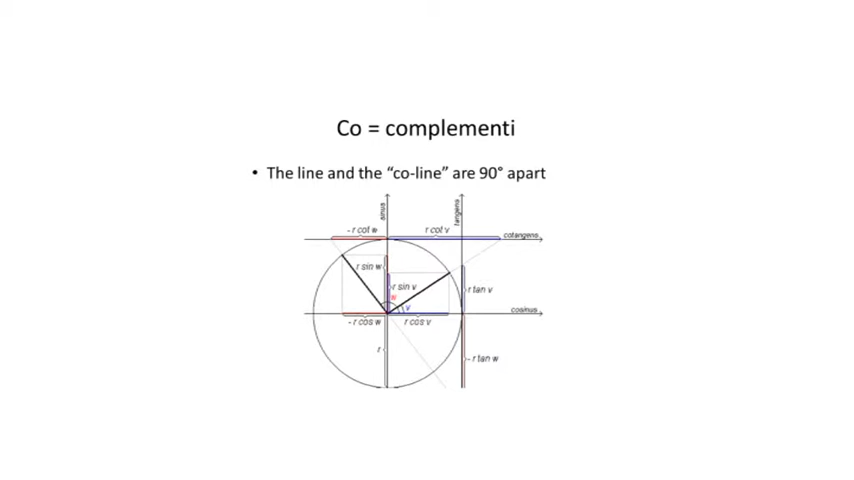 Co = complementi
• The line and the “co-line” are 90° apart
sinus
tangens
- r cot w
r cot v
cotangens
r sin w
r sin v
r tan v
w
v
cosinus
- r cos w
r cos v
r
- r tan w